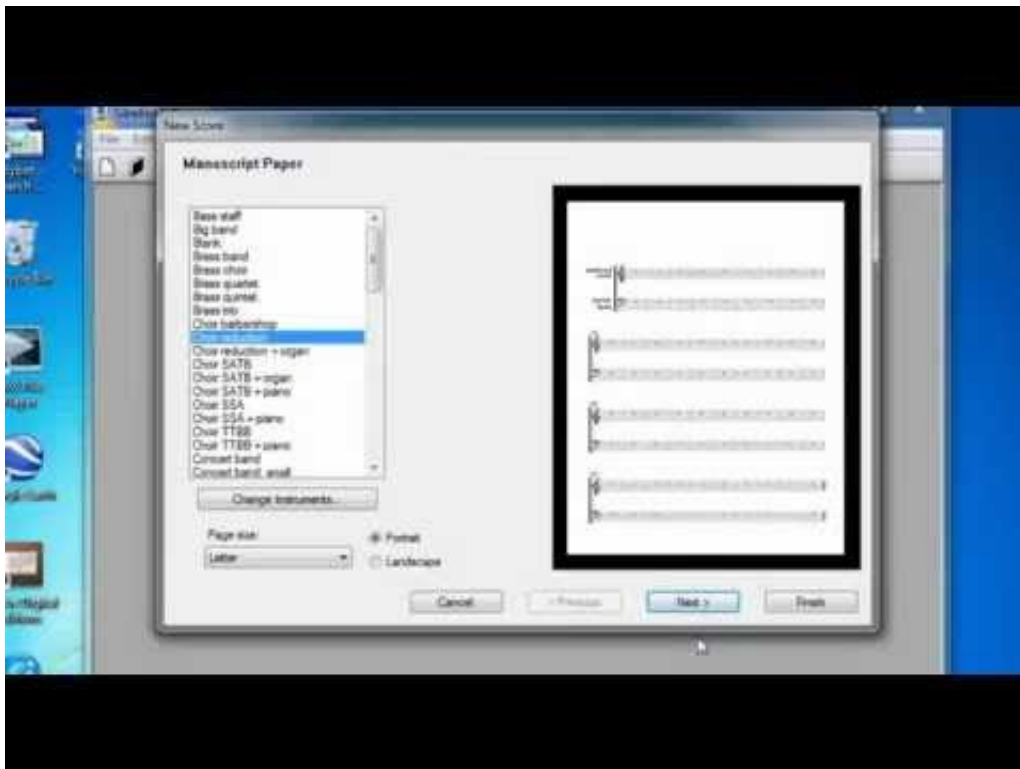 New Score
Manuscript Paper
Bass staff
Big band
Blank
Brass band
Brass choir
Brass quartet
Brass quintet
Brass trio
Choir barbershop
Choir reduction
Choir reduction + organ
Choir SATB
Choir SATB + organ
Choir SATB + piano
Choir SSA
Choir SSA + piano
Choir TTBB
Choir TTBB + piano
Concert band
Concert band, small
Change Instruments...
Page size:
Portrait
Letter
Landscape
Cancel
< Previous
Next >
Finish